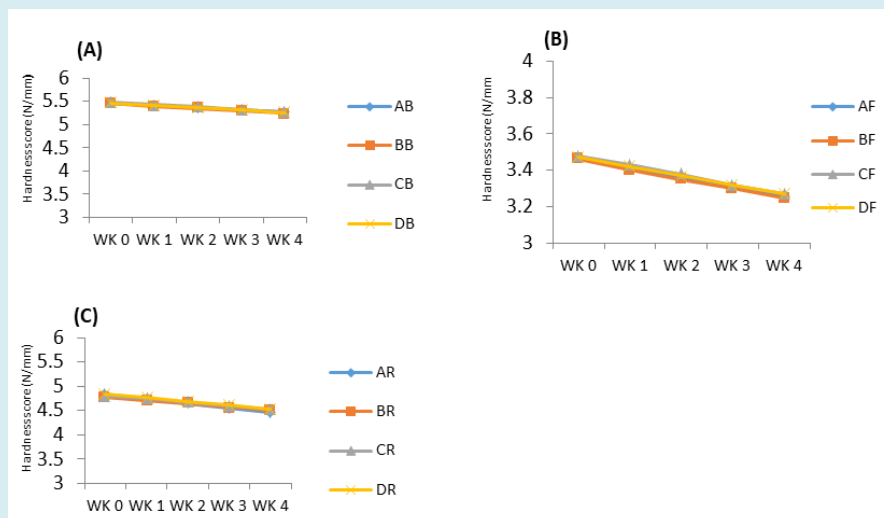 (A)
Hardnessscore (N/mm)
6
5.5
5
4.5
4
3.5
3
WK 0 WK 1 WK 2 WK 3 WK 4
AB
BB
CB
DB
(B)
Hardnessscore (N/mm
4
3.8
3.6
3.4
3.2
3
WK 0 WK 1 WK 2 WK 3 WK 4
AF
BF
CF
DF
(C)
Hardnessscore (N/mm)
6
5.5
5
4.5
4
3.5
3
WK 0 WK 1 WK 2 WK 3 WK 4
AR
BR
CR
DR